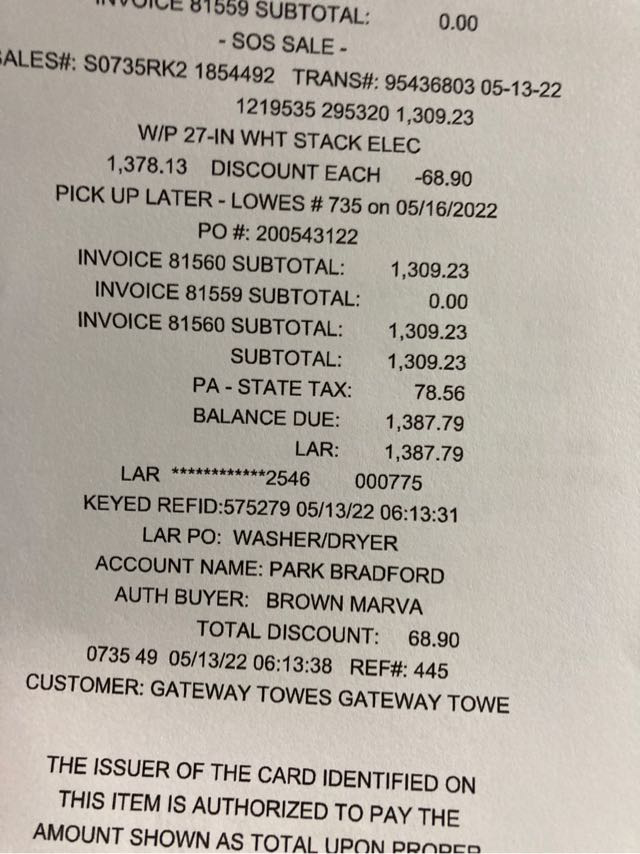 INVOICE 81559 SUBTOTAL: 0.00
- SOS SALE -
SALES#: S0735RK2 1854492 TRANS#: 95436803 05-13-22
1219535 295320 1,309.23
W/P 27-IN WHT STACK ELEC
1,378.13 DISCOUNT EACH -68.90
PICK UP LATER - LOWES # 735 on 05/16/2022
PO #: 200543122
INVOICE 81560 SUBTOTAL: 1,309.23
INVOICE 81559 SUBTOTAL: 0.00
INVOICE 81560 SUBTOTAL: 1,309.23
SUBTOTAL: 1,309.23
PA - STATE TAX: 78.56
BALANCE DUE: 1,387.79
LAR: 1,387.79
LAR ************2546 000775
KEYED REFID:575279 05/13/22 06:13:31
LAR PO: WASHER/DRYER
ACCOUNT NAME: PARK BRADFORD
AUTH BUYER: BROWN MARVA
TOTAL DISCOUNT: 68.90
0735 49 05/13/22 06:13:38 REF#: 445
CUSTOMER: GATEWAY TOWES GATEWAY TOWE
THE ISSUER OF THE CARD IDENTIFIED ON
THIS ITEM IS AUTHORIZED TO PAY THE
AMOUNT SHOWN AS TOTAL UPON PROPER